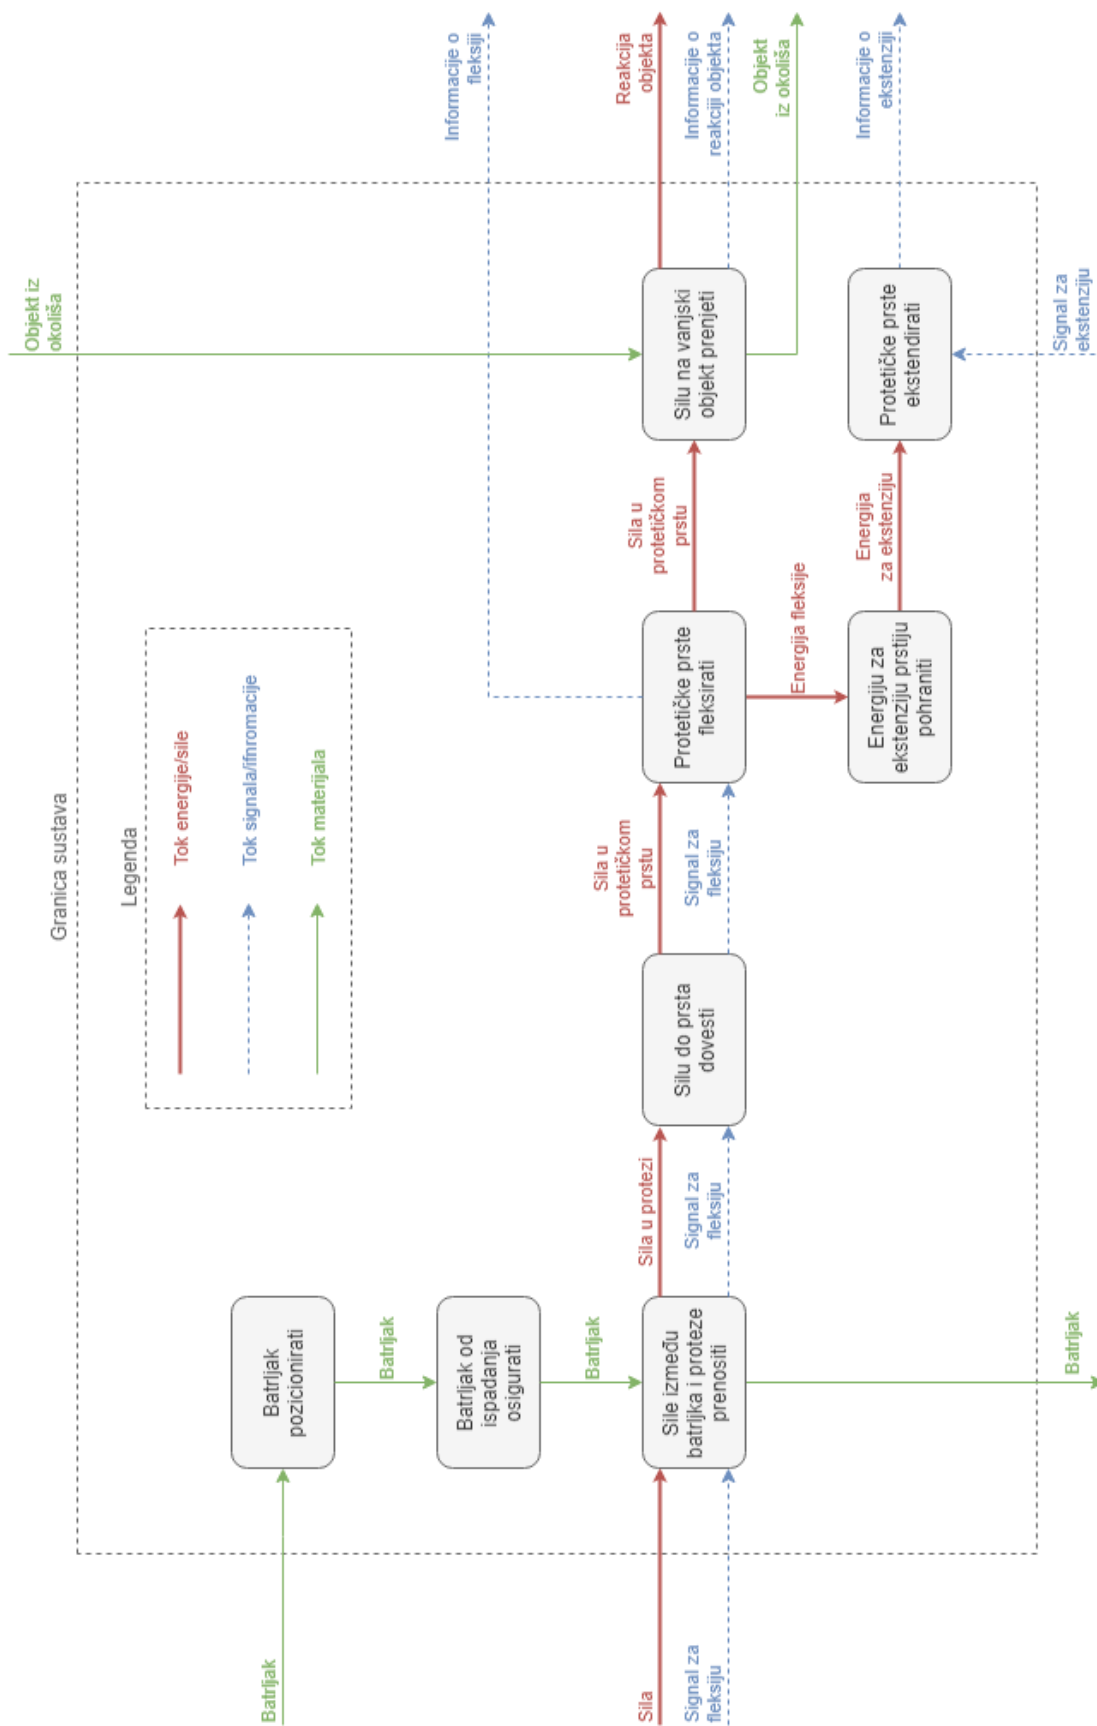 Granica sustava
Legenda
Tok energije/sile
Tok signala/ifnromacije
Tok materijala
Objekt iz
okoliša
Batrljak
Batrljak
pozicionirati
Batrljak
Batrljak od
ispadanja
osigurati
Batrljak
Sila
Signal za
fleksiju
Sile između
batrljka i proteze
prenositi
Batrljak
Sila u protezi
Signal za
fleksiju
Silu do prsta
dovesti
Sila u
protetičkom
prstu
Signal za
fleksiju
Protetičke prste
fleksirati
Informacije o
fleksiji
Sila u
protetičkom
prstu
Energija fleksije
Silu na vanjski
objekt prenjeti
Reakcija
objekta
Informacije o
reakciji objekta
Objekt
iz okoliša
Energiju za
ekstenziju prstiju
pohraniti
Energija
za ekstenziju
Protetičke prste
ekstendirati
Informacije o
ekstenziji
Signal za
ekstenziju